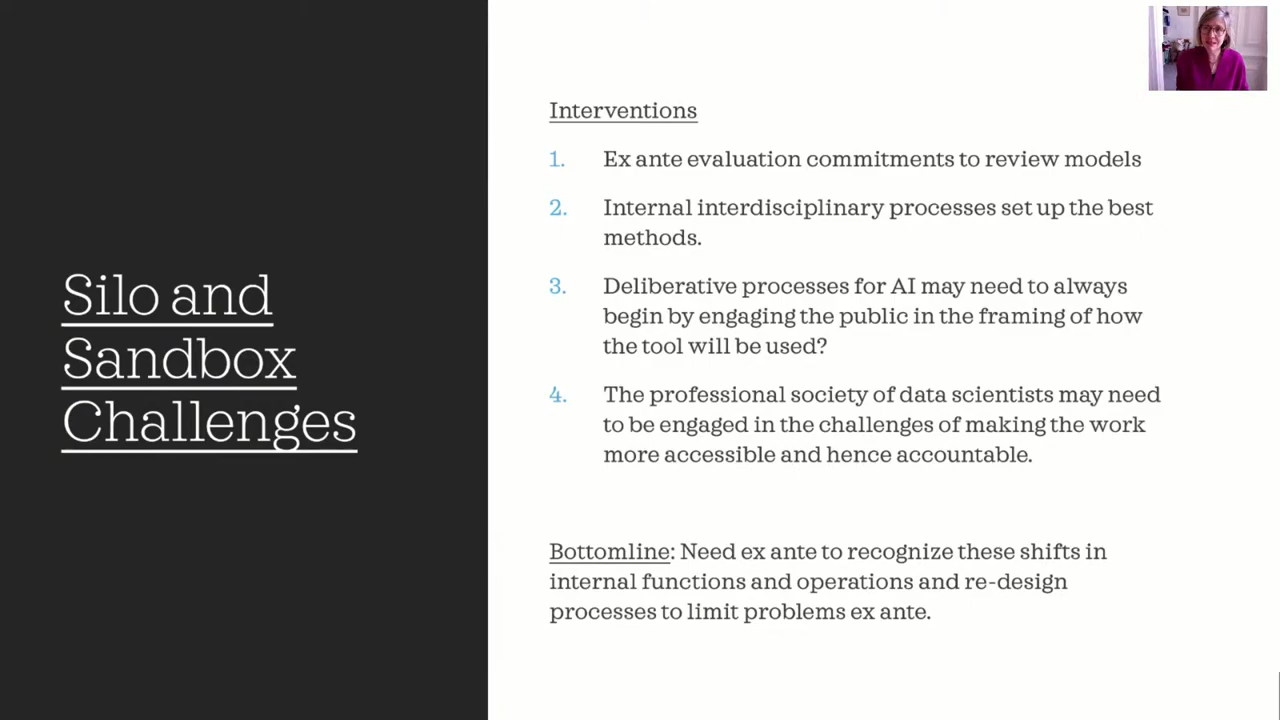 Silo and
Sandbox
Challenges
Interventions
1. Ex ante evaluation commitments to review models
2. Internal interdisciplinary processes set up the best
methods.
3. Deliberative processes for AI may need to always
begin by engaging the public in the framing of how
the tool will be used?
4. The professional society of data scientists may need
to be engaged in the challenges of making the work
more accessible and hence accountable.
Bottomline: Need ex ante to recognize these shifts in
internal functions and operations and re-design
processes to limit problems ex ante.